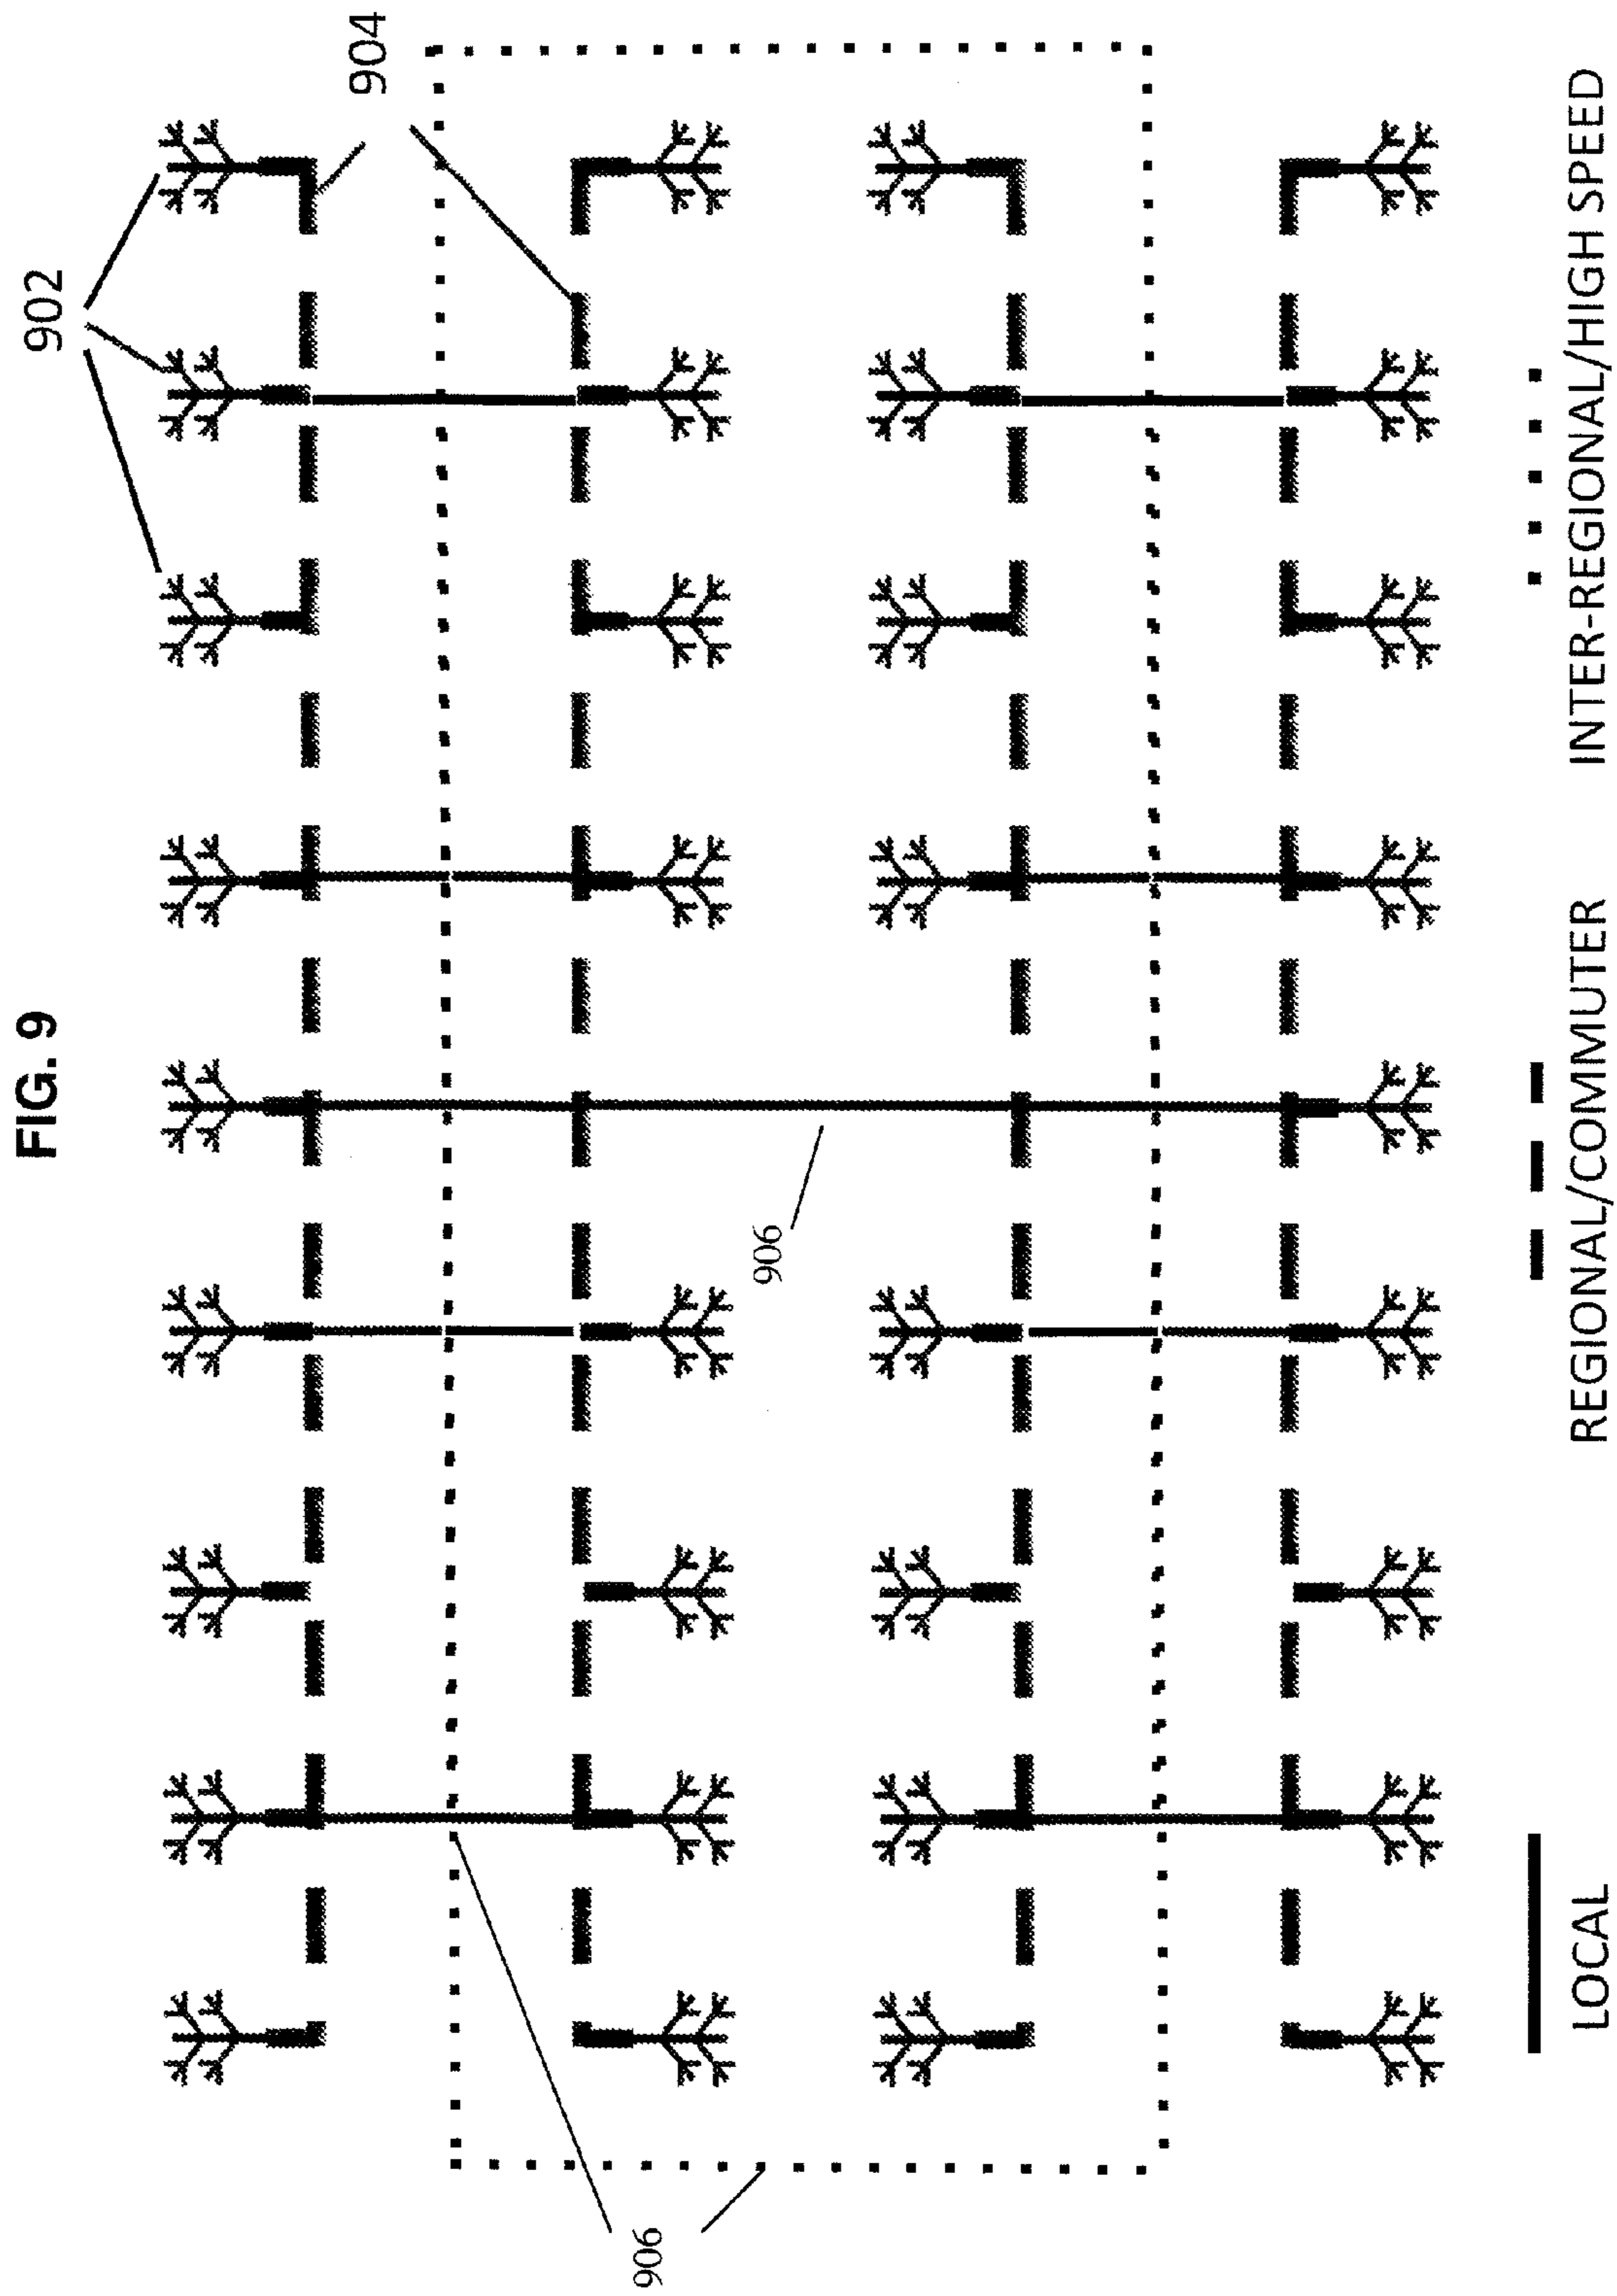 FIG. 9
902
904
906
906
LOCAL
REGIONAL/COMMUTER
INTER-REGIONAL/HIGH SPEED